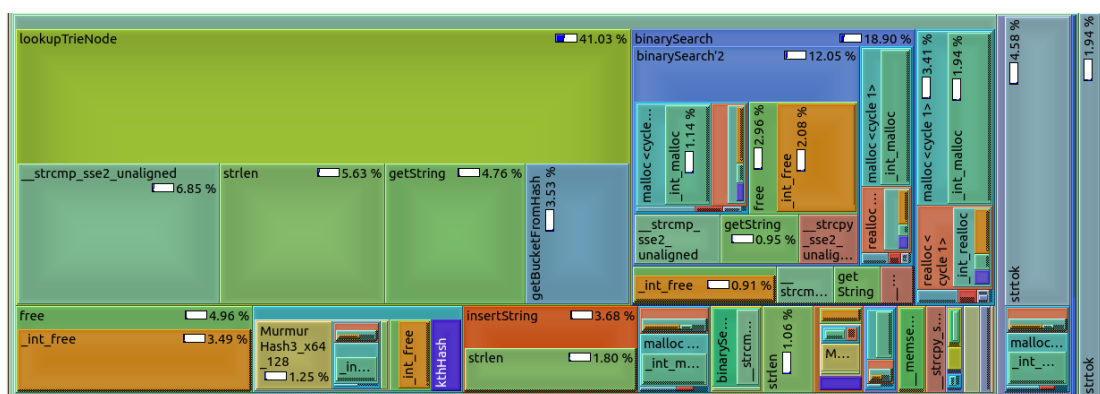 lookupTrieNode 41.03 %
binarySearch 18.90 %
binarySearch'2 12.05 %
malloc <cycle...
_int_malloc
1.14 %
free
2.96 %
_int_free
2.08 %
malloc <cycle 1>
_int_malloc
malloc <cycle 1>
3.41 %
_int_malloc
1.94 %
4.58 %
strtok
1.94 %
strtok
__strcmp_sse2_unaligned
6.85 %
strlen 5.63 %
getString 4.76 %
getBucketFromHash
3.53 %
__strcmp_
sse2_
unaligned
getString
0.95 %
__strcpy
_sse2_
unalig...
realloc ...
realloc <
cycle 1>
_int_realloc
_int_free 0.91 %
__
strcm...
get
String
__...
free 4.96 %
_int_free 3.49 %
Murmur
Hash3_x64
_128
1.25 %
_in...
_int_free
kthHash
insertString 3.68 %
strlen 1.80 %
malloc ...
_int_m...
binarySe...
__strcm...
strlen
1.06 %
M...
__memse...
strcpy_s...
malloc...
_int_...